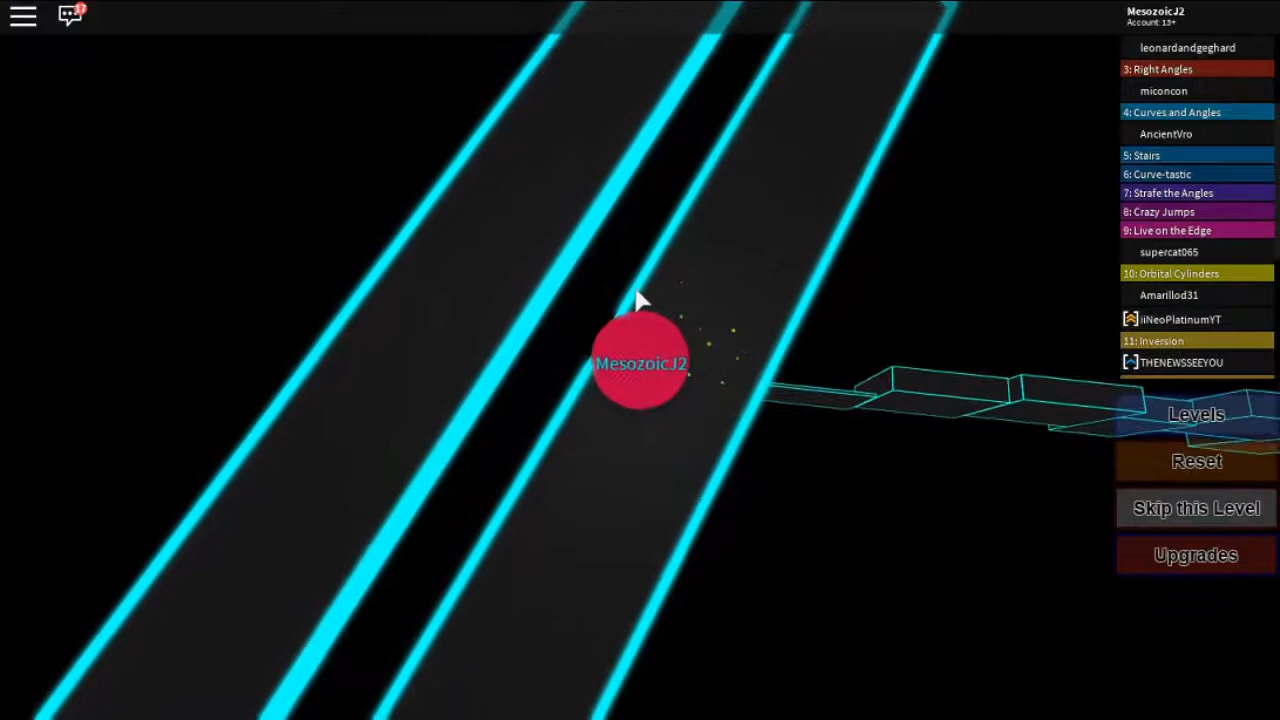 17
MesozoicJ2
Account: 13+
leonardandgeghard
3: Right Angles
miconcon
4: Curves and Angles
AncientVro
5: Stairs
6: Curve-tastic
7: Strafe the Angles
8: Crazy Jumps
9: Live on the Edge
supercat065
10: Orbital Cylinders
Amarillod31
iiNeoPlatinumYT
11: Inversion
THENEWSSEEYOU
MesozoicJ2
Levels
Reset
Skip this Level
Upgrades